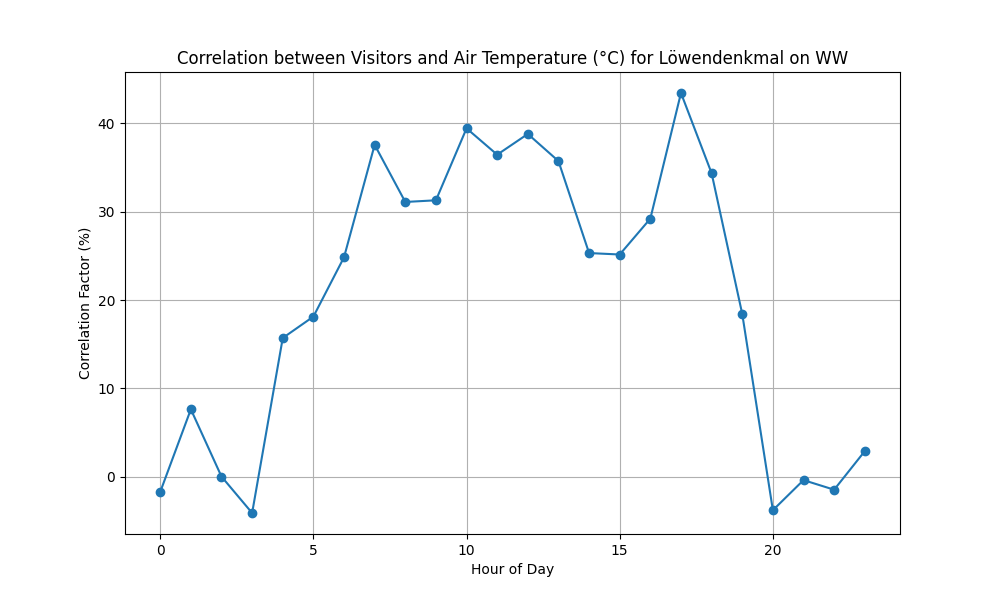 Correlation between Visitors and Air Temperature (°C) for Löwendenkmal on WW
Correlation Factor (%)
40
30
20
10
0
0 5 10 15 20
Hour of Day